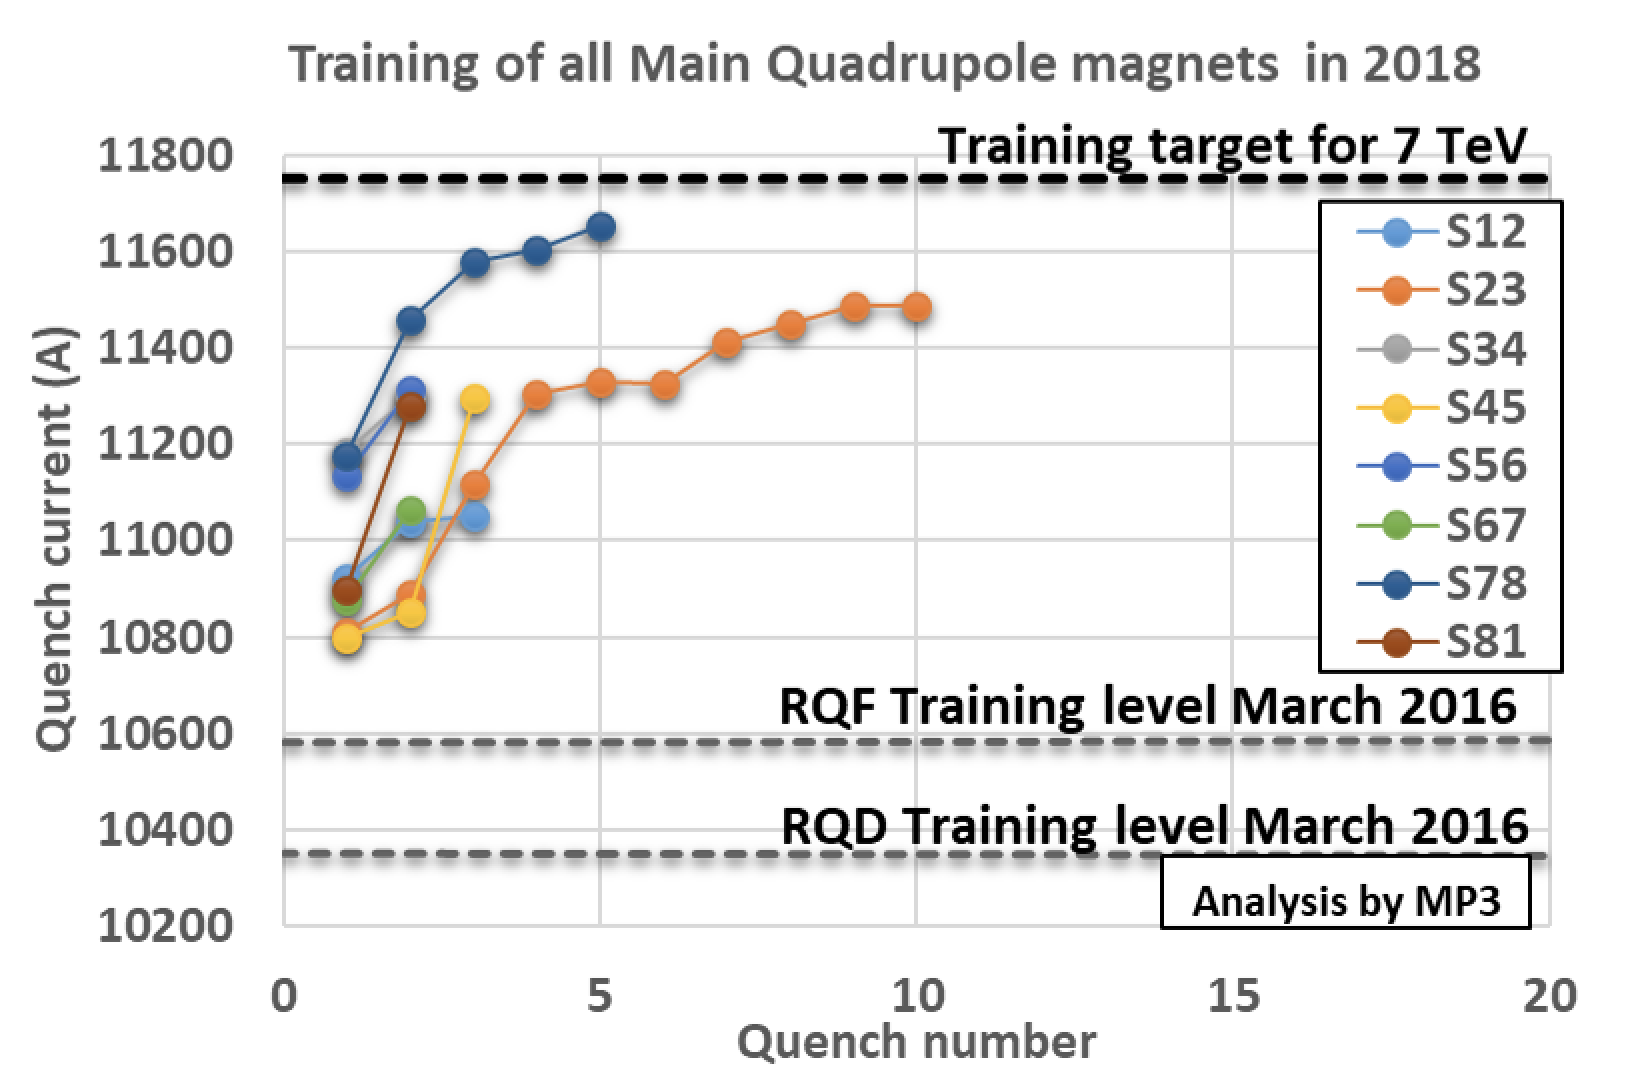 Training of all Main Quadrupole magnets in 2018
Training target for 7 TeV
Quench current (A)
11800
11600
11400
11200
11000
10800
10600
10400
10200
S12
S23
S34
S45
S56
S67
S78
S81
RQF Training level March 2016
RQD Training level March 2016
Analysis by MP3
0 5 10 15 20
Quench number